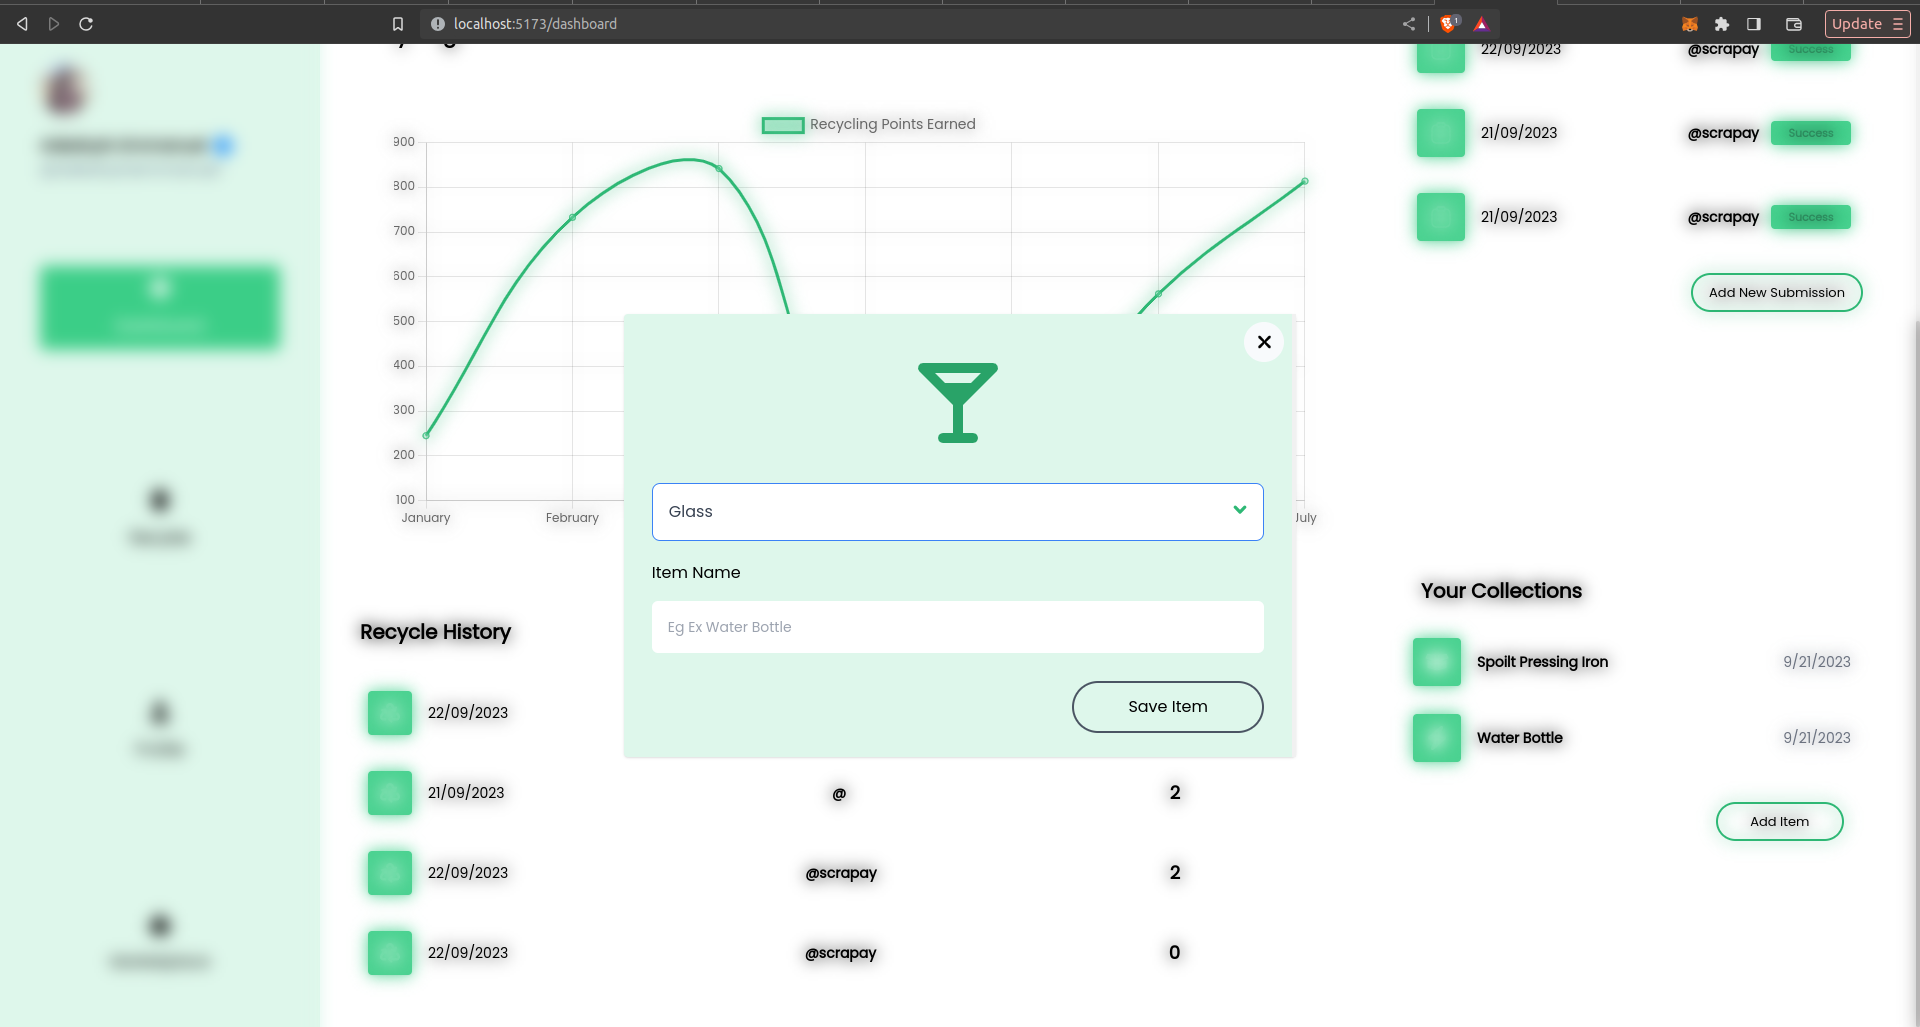 localhost:5173/dashboard
1
Update
22/09/2023 @scrapay Success
21/09/2023 @scrapay Success
21/09/2023 @scrapay Success
Add New Submission
Recycling Points Earned
900
800
700
600
500
400
300
200
100
January February July
Glass
Item Name
Eg Ex Water Bottle
Save Item
Your Collections
Spoilt Pressing Iron 9/21/2023
Water Bottle 9/21/2023
Add Item
Recycle History
22/09/2023
21/09/2023 @ 2
22/09/2023 @scrapay 2
22/09/2023 @scrapay 0